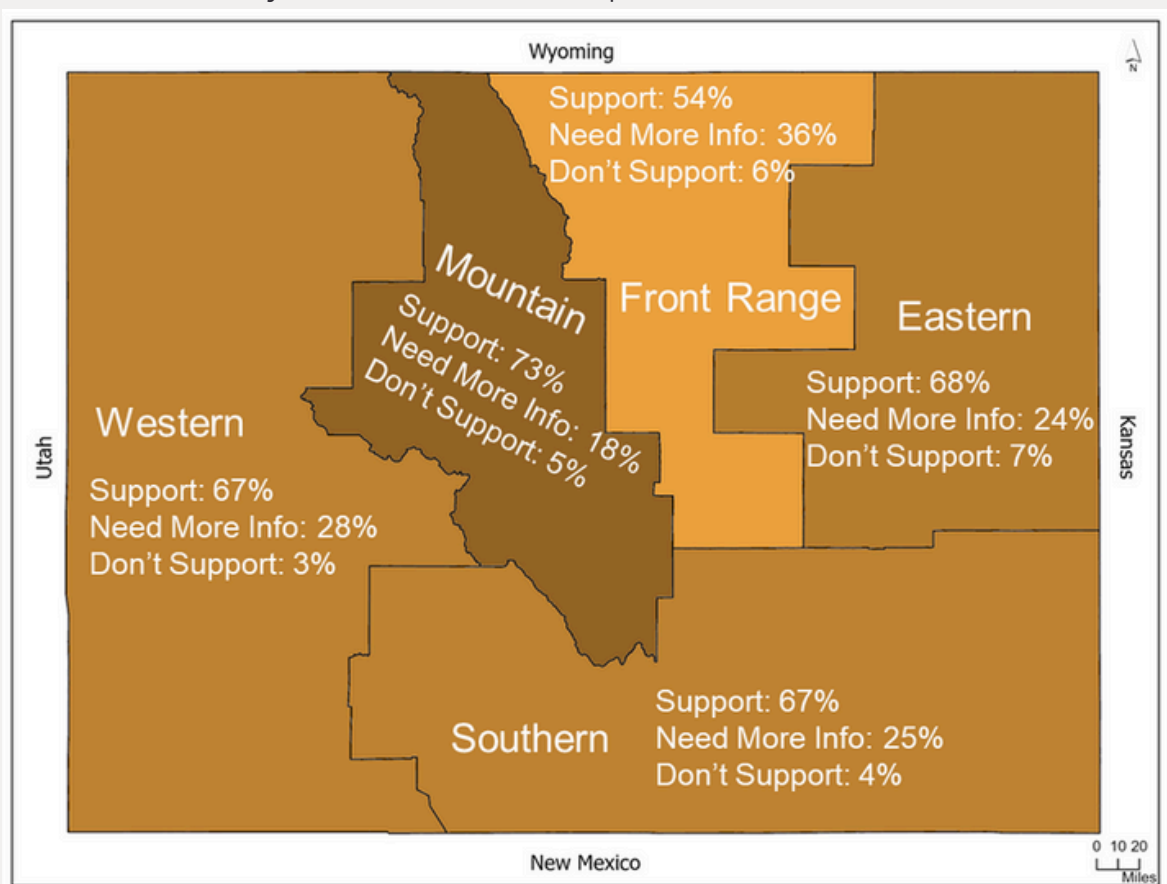 Wyoming
N
Support: 54%
Need More Info: 36%
Don't Support: 6%
Mountain
Support: 73%
Need More Info: 18%
Don't Support: 5%
Front Range
Eastern
Support: 68%
Need More Info: 24%
Don't Support: 7%
Western
Support: 67%
Need More Info: 28%
Don't Support: 3%
Utah
Kansas
Southern
Support: 67%
Need More Info: 25%
Don't Support: 4%
New Mexico
0 10 20
Miles